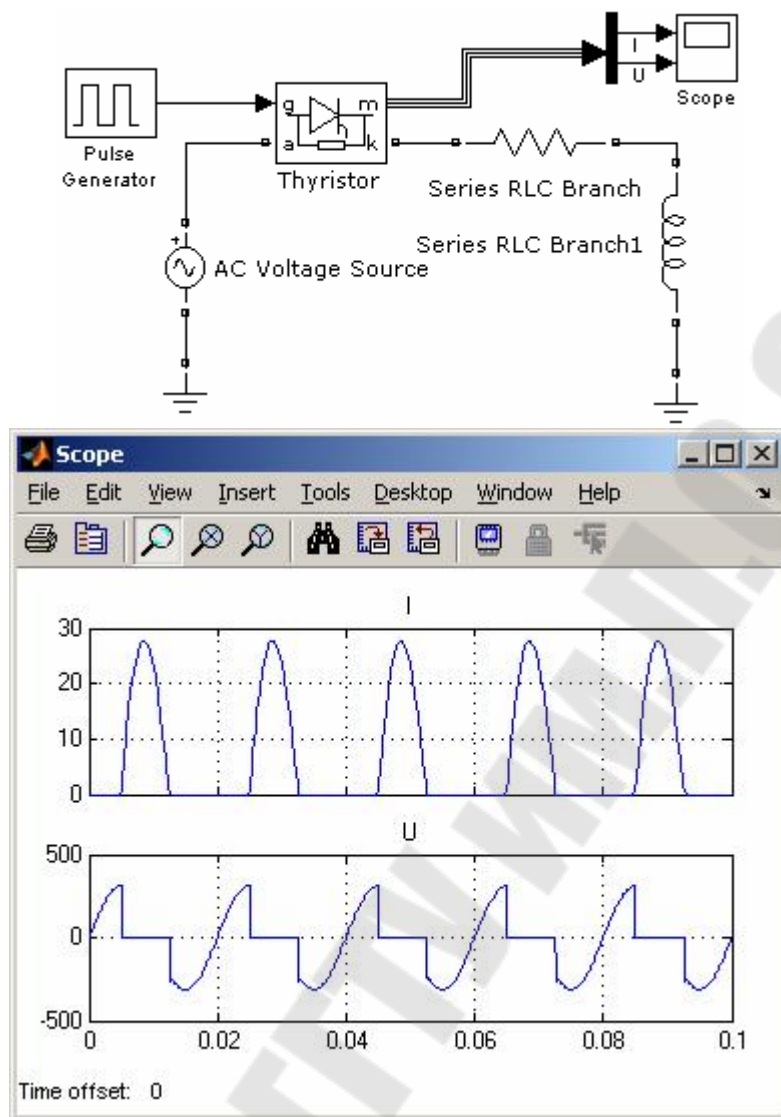 I
U
Scope
Pulse
Generator
g m
a k
Thyristor
Series RLC Branch
Series RLC Branch1
+
AC Voltage Source
Scope
File Edit View Insert Tools Desktop Window Help
I
30
20
10
0
U
500
0
-500
0 0.02 0.04 0.06 0.08 0.1
Time offset: 0
ГГТУ ИМ.П.О